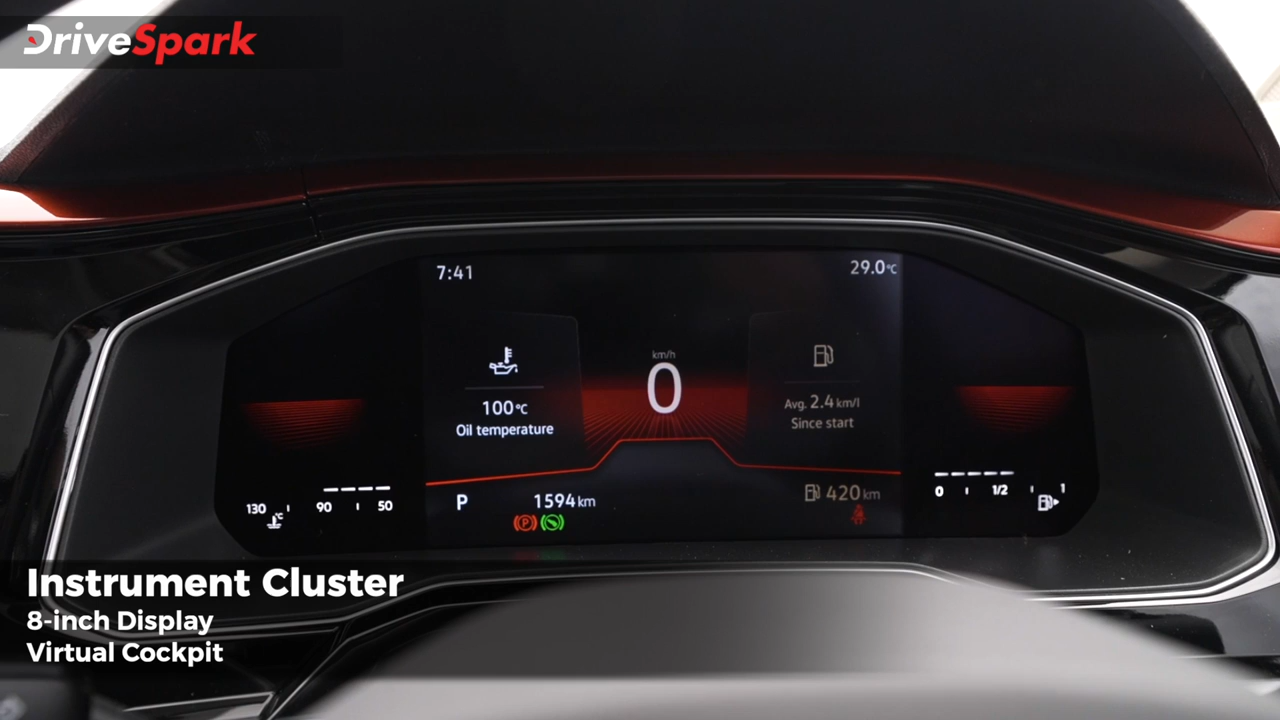 DriveSpark
7:41
29.0°C
km/h
0
100°C
Oil temperature
Avg. 2.4 km/l
Since start
130
°C
90
50
0
1/2
1
P
1594 km
420 km
P
Instrument Cluster
8-inch Display
Virtual Cockpit